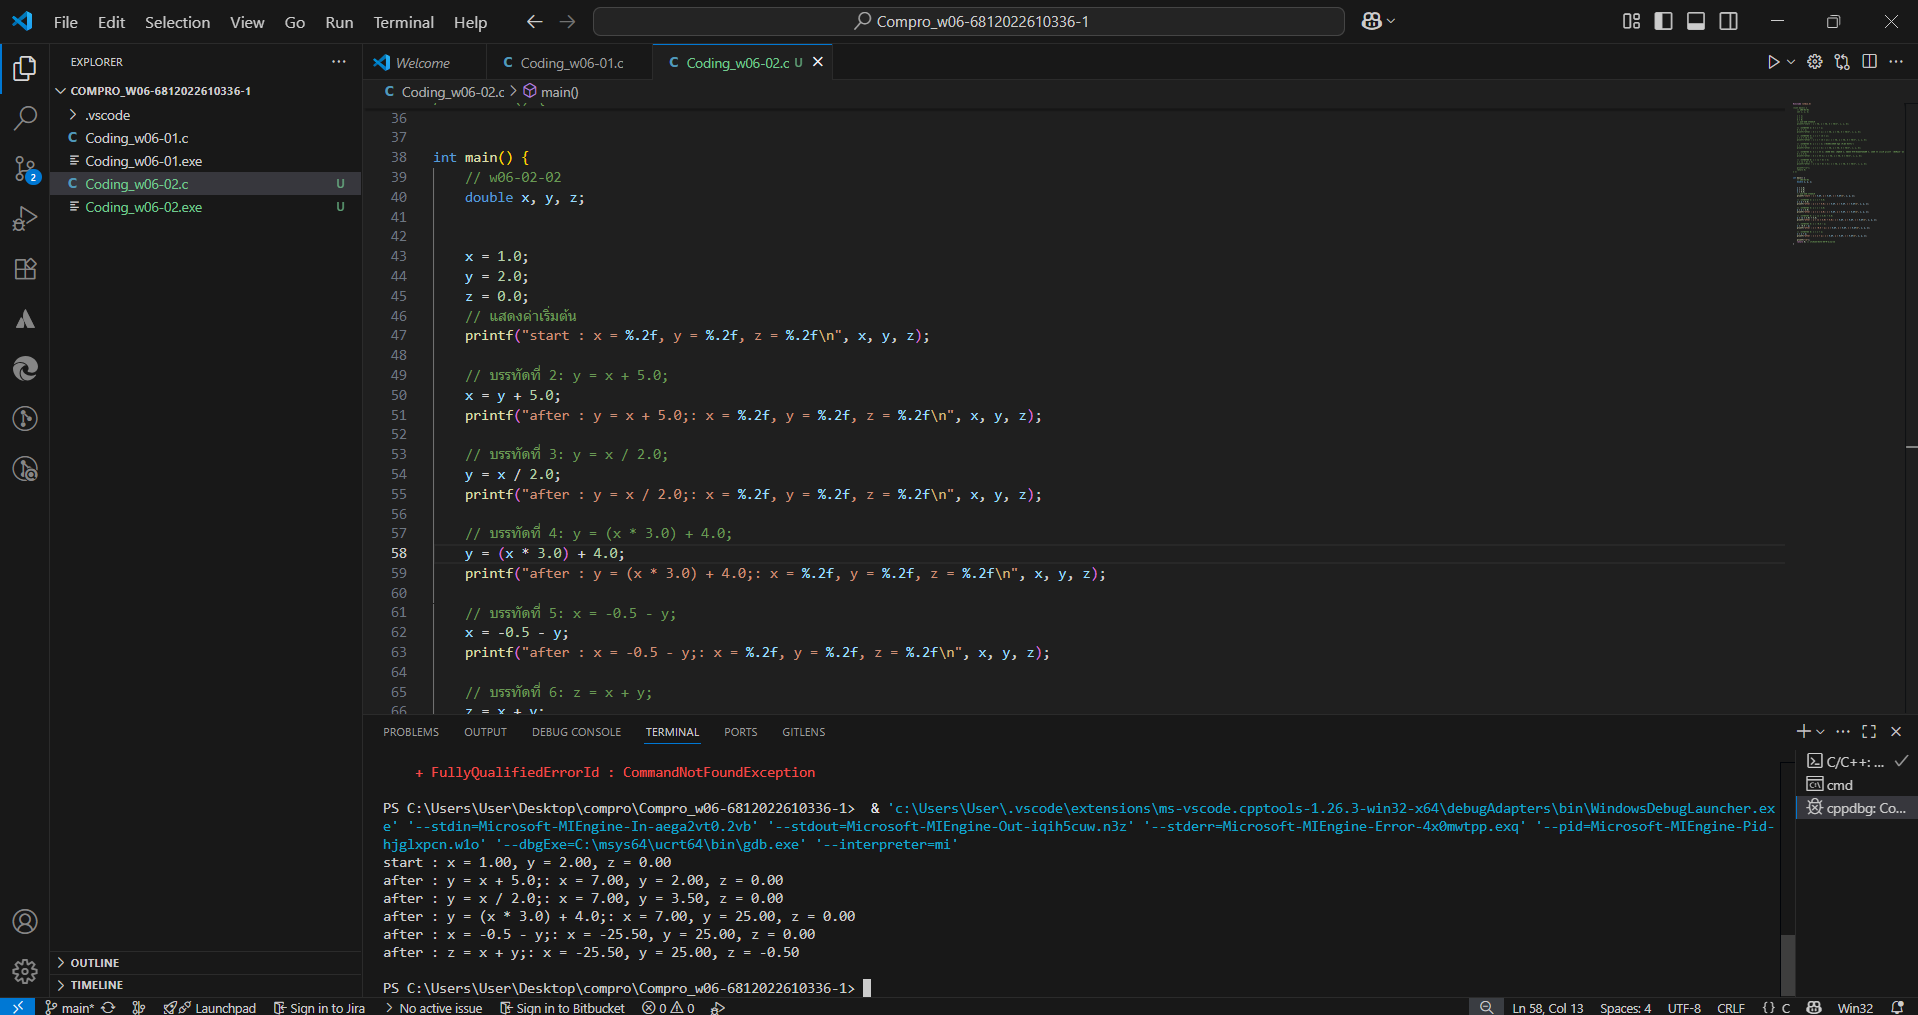 File Edit Selection View Go Run Terminal Help
Compro_w06-6812022610336-1
EXPLORER
COMPRO_W06-6812022610336-1
.vscode
C Coding_w06-01.c
Coding_w06-01.exe
C Coding_w06-02.c U
Coding_w06-02.exe U
OUTLINE
TIMELINE
Welcome
C Coding_w06-01.c
C Coding_w06-02.c U
C Coding_w06-02.c > main()
36
37
38 int main() {
39 // w06-02-02
40 double x, y, z;
41
42
43 x = 1.0;
44 y = 2.0;
45 z = 0.0;
46 // แสดงค่าเริ่มต้น
47 printf("start : x = %.2f, y = %.2f, z = %.2f\n", x, y, z);
48
49 // บรรทัดที่ 2: y = x + 5.0;
50 x = y + 5.0;
51 printf("after : y = x + 5.0;: x = %.2f, y = %.2f, z = %.2f\n", x, y, z);
52
53 // บรรทัดที่ 3: y = x / 2.0;
54 y = x / 2.0;
55 printf("after : y = x / 2.0;: x = %.2f, y = %.2f, z = %.2f\n", x, y, z);
56
57 // บรรทัดที่ 4: y = (x * 3.0) + 4.0;
58 y = (x * 3.0) + 4.0;
59 printf("after : y = (x * 3.0) + 4.0;: x = %.2f, y = %.2f, z = %.2f\n", x, y, z);
60
61 // บรรทัดที่ 5: x = -0.5 - y;
62 x = -0.5 - y;
63 printf("after : x = -0.5 - y;: x = %.2f, y = %.2f, z = %.2f\n", x, y, z);
64
65 // บรรทัดที่ 6: z = x + y;
66 z = x + y;
PROBLEMS OUTPUT DEBUG CONSOLE TERMINAL PORTS GITLENS
+ FullyQualifiedErrorId : CommandNotFoundException
PS C:\Users\User\Desktop\compro\Compro_w06-6812022610336-1> & 'c:\Users\User\.vscode\extensions\ms-vscode.cpptools-1.26.3-win32-x64\debugAdapters\bin\WindowsDebugLauncher.ex
e' '--stdin=Microsoft-MIEngine-In-aega2vt0.2vb' '--stdout=Microsoft-MIEngine-Out-iqih5cuw.n3z' '--stderr=Microsoft-MIEngine-Error-4x0mwtpp.exq' '--pid=Microsoft-MIEngine-Pid-
hjglxpcn.w1o' '--dbgExe=C:\msys64\ucrt64\bin\gdb.exe' '--interpreter=mi'
start : x = 1.00, y = 2.00, z = 0.00
after : y = x + 5.0;: x = 7.00, y = 2.00, z = 0.00
after : y = x / 2.0;: x = 7.00, y = 3.50, z = 0.00
after : y = (x * 3.0) + 4.0;: x = 7.00, y = 25.00, z = 0.00
after : x = -0.5 - y;: x = -25.50, y = 25.00, z = 0.00
after : z = x + y;: x = -25.50, y = 25.00, z = -0.50
PS C:\Users\User\Desktop\compro\Compro_w06-6812022610336-1>
C/C++: ...
cmd
cppdbg: Co...
2
main* Launchpad Sign in to Jira No active issue Sign in to Bitbucket 0 0 Ln 58, Col 13 Spaces: 4 UTF-8 CRLF {} C Win32